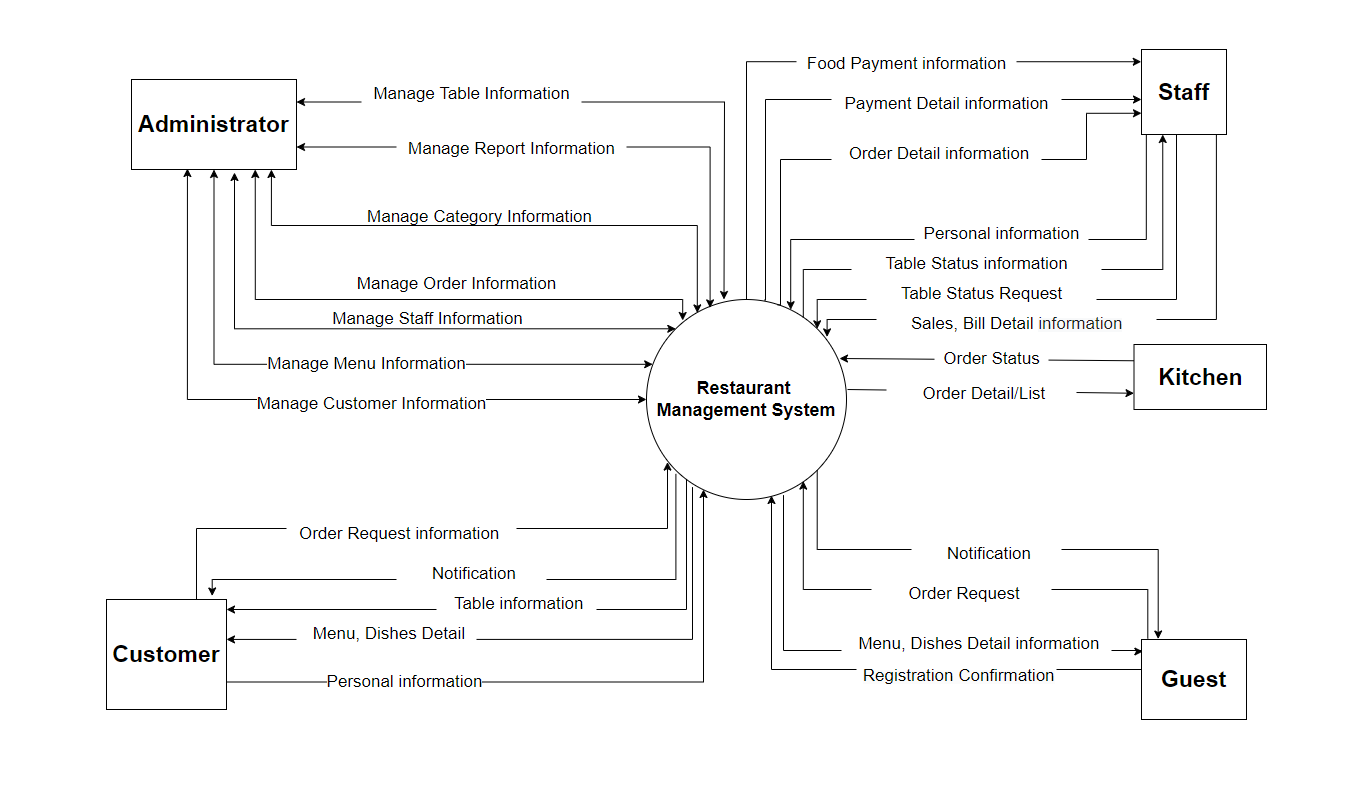 Food Payment information
Staff
Manage Table Information
Payment Detail information
Administrator
Manage Report Information
Order Detail information
Manage Category Information
Personal information
Table Status information
Manage Order Information
Table Status Request
Manage Staff Information
Sales, Bill Detail information
Manage Menu Information
Order Status
Kitchen
Restaurant
Management System
Order Detail/List
Manage Customer Information
Order Request information
Notification
Notification
Order Request
Table information
Menu, Dishes Detail
Menu, Dishes Detail information
Customer
Registration Confirmation
Guest
Personal information